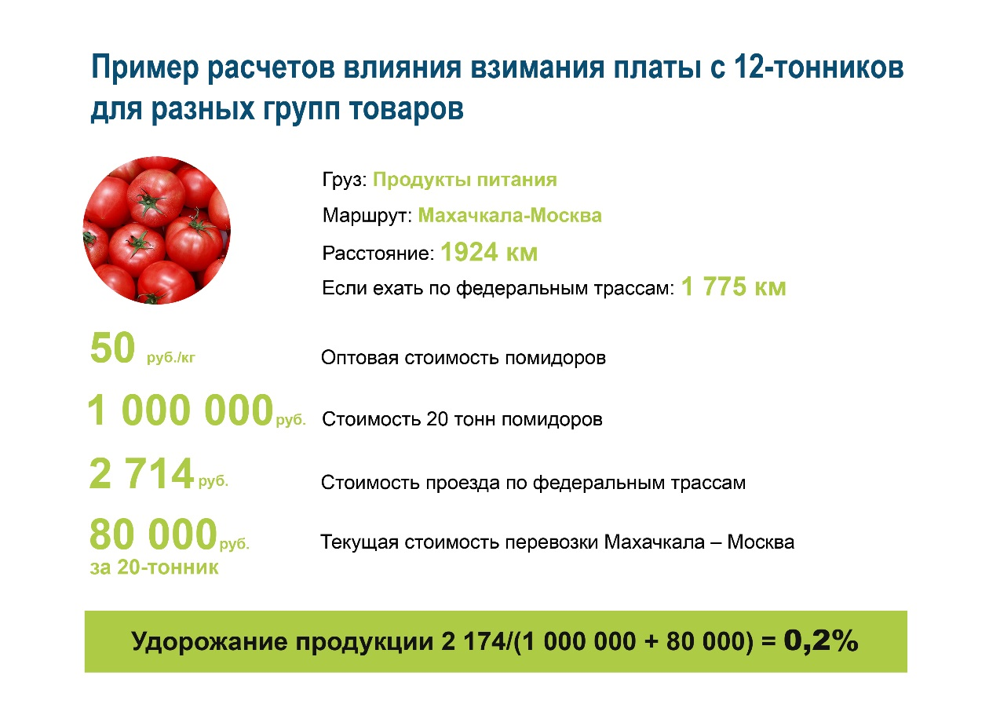 Пример расчетов влияния взимания платы с 12-тонников
для разных групп товаров
Груз: Продукты питания
Маршрут: Махачкала-Москва
Расстояние: 1924 км
Если ехать по федеральным трассам: 1 775 км
50 руб./кг Оптовая стоимость помидоров
1 000 000 руб. Стоимость 20 тонн помидоров
2 714 руб. Стоимость проезда по федеральным трассам
80 000 руб. Текущая стоимость перевозки Махачкала – Москва
за 20-тонник
Удорожание продукции 2 174/(1 000 000 + 80 000) = 0,2%